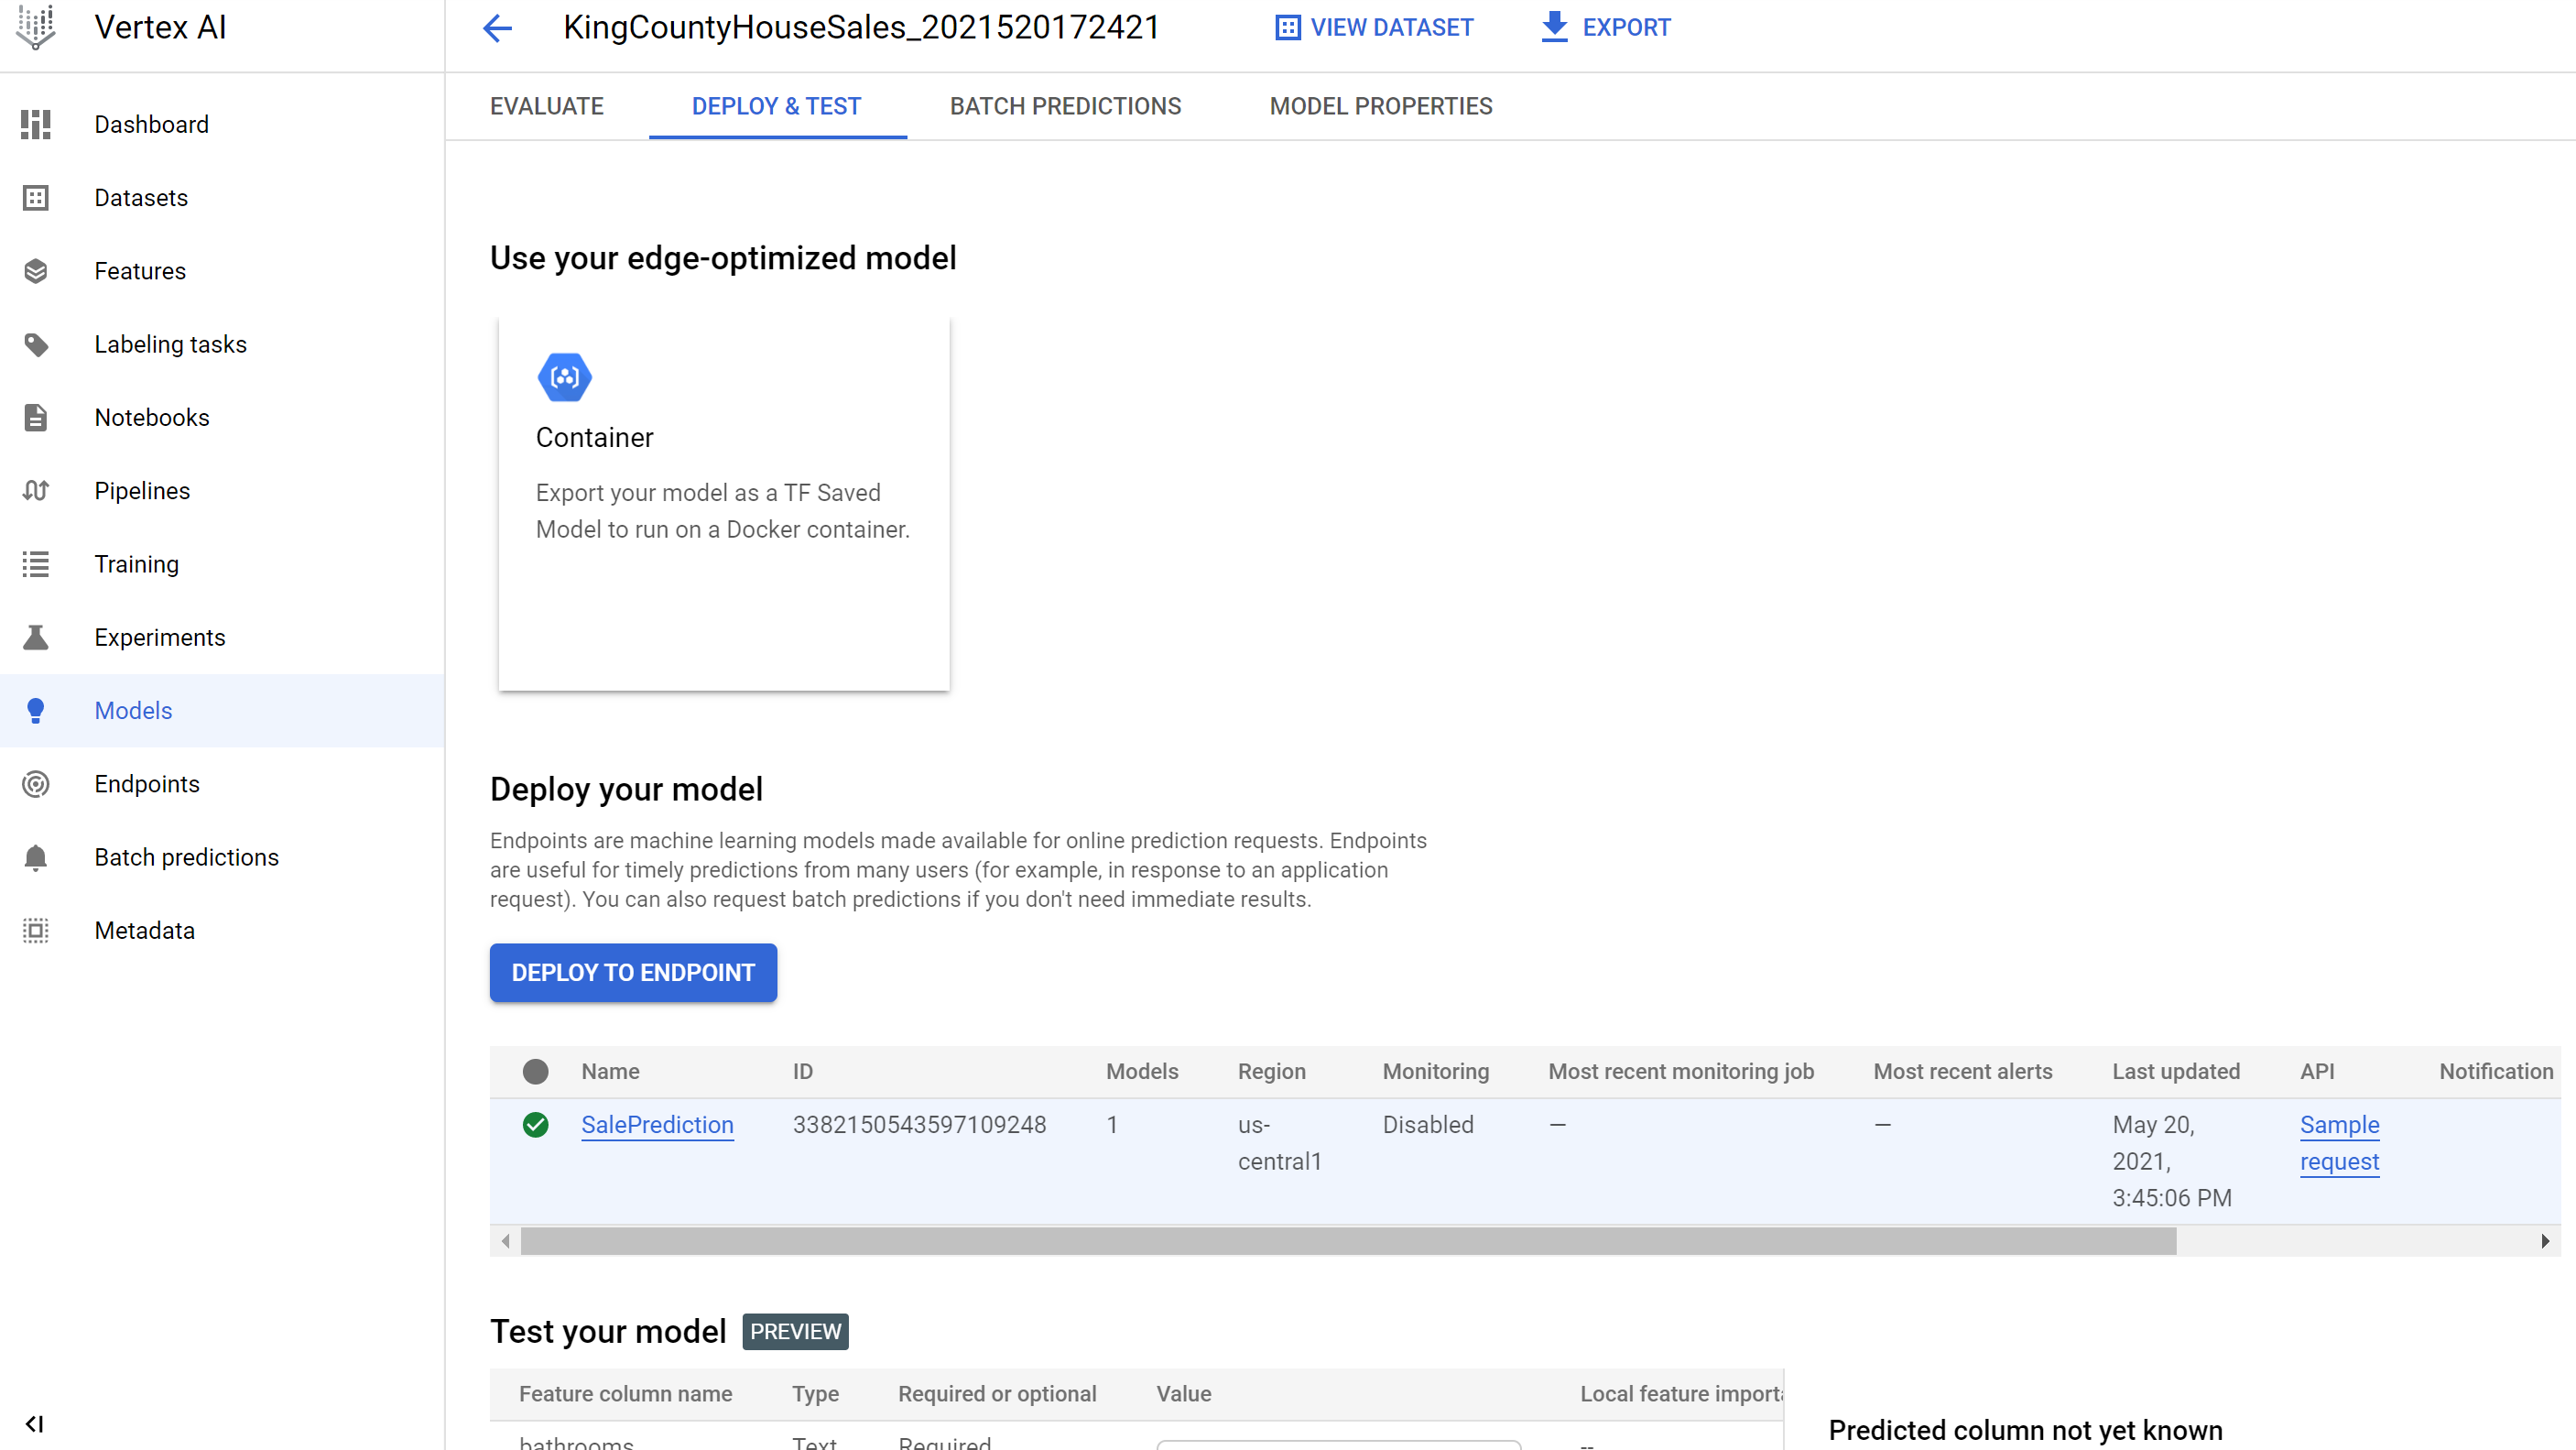 Vertex AI
KingCountyHouseSales_2021520172421
VIEW DATASET
EXPORT
Dashboard
Datasets
Features
Labeling tasks
Notebooks
Pipelines
Training
Experiments
Models
Endpoints
Batch predictions
Metadata
EVALUATE
DEPLOY & TEST
BATCH PREDICTIONS
MODEL PROPERTIES
Use your edge-optimized model
Container
Export your model as a TF Saved
Model to run on a Docker container.
Deploy your model
Endpoints are machine learning models made available for online prediction requests. Endpoints
are useful for timely predictions from many users (for example, in response to an application
request). You can also request batch predictions if you don't need immediate results.
DEPLOY TO ENDPOINT
Name ID Models Region Monitoring Most recent monitoring job Most recent alerts Last updated API Notification
SalePrediction 3382150543597109248 1 us- Disabled — — May 20, Sample
central1 2021, request
3:45:06 PM
Test your model PREVIEW
Feature column name Type Required or optional Value Local feature importa
bathrooms Text Required --
Predicted column not yet known